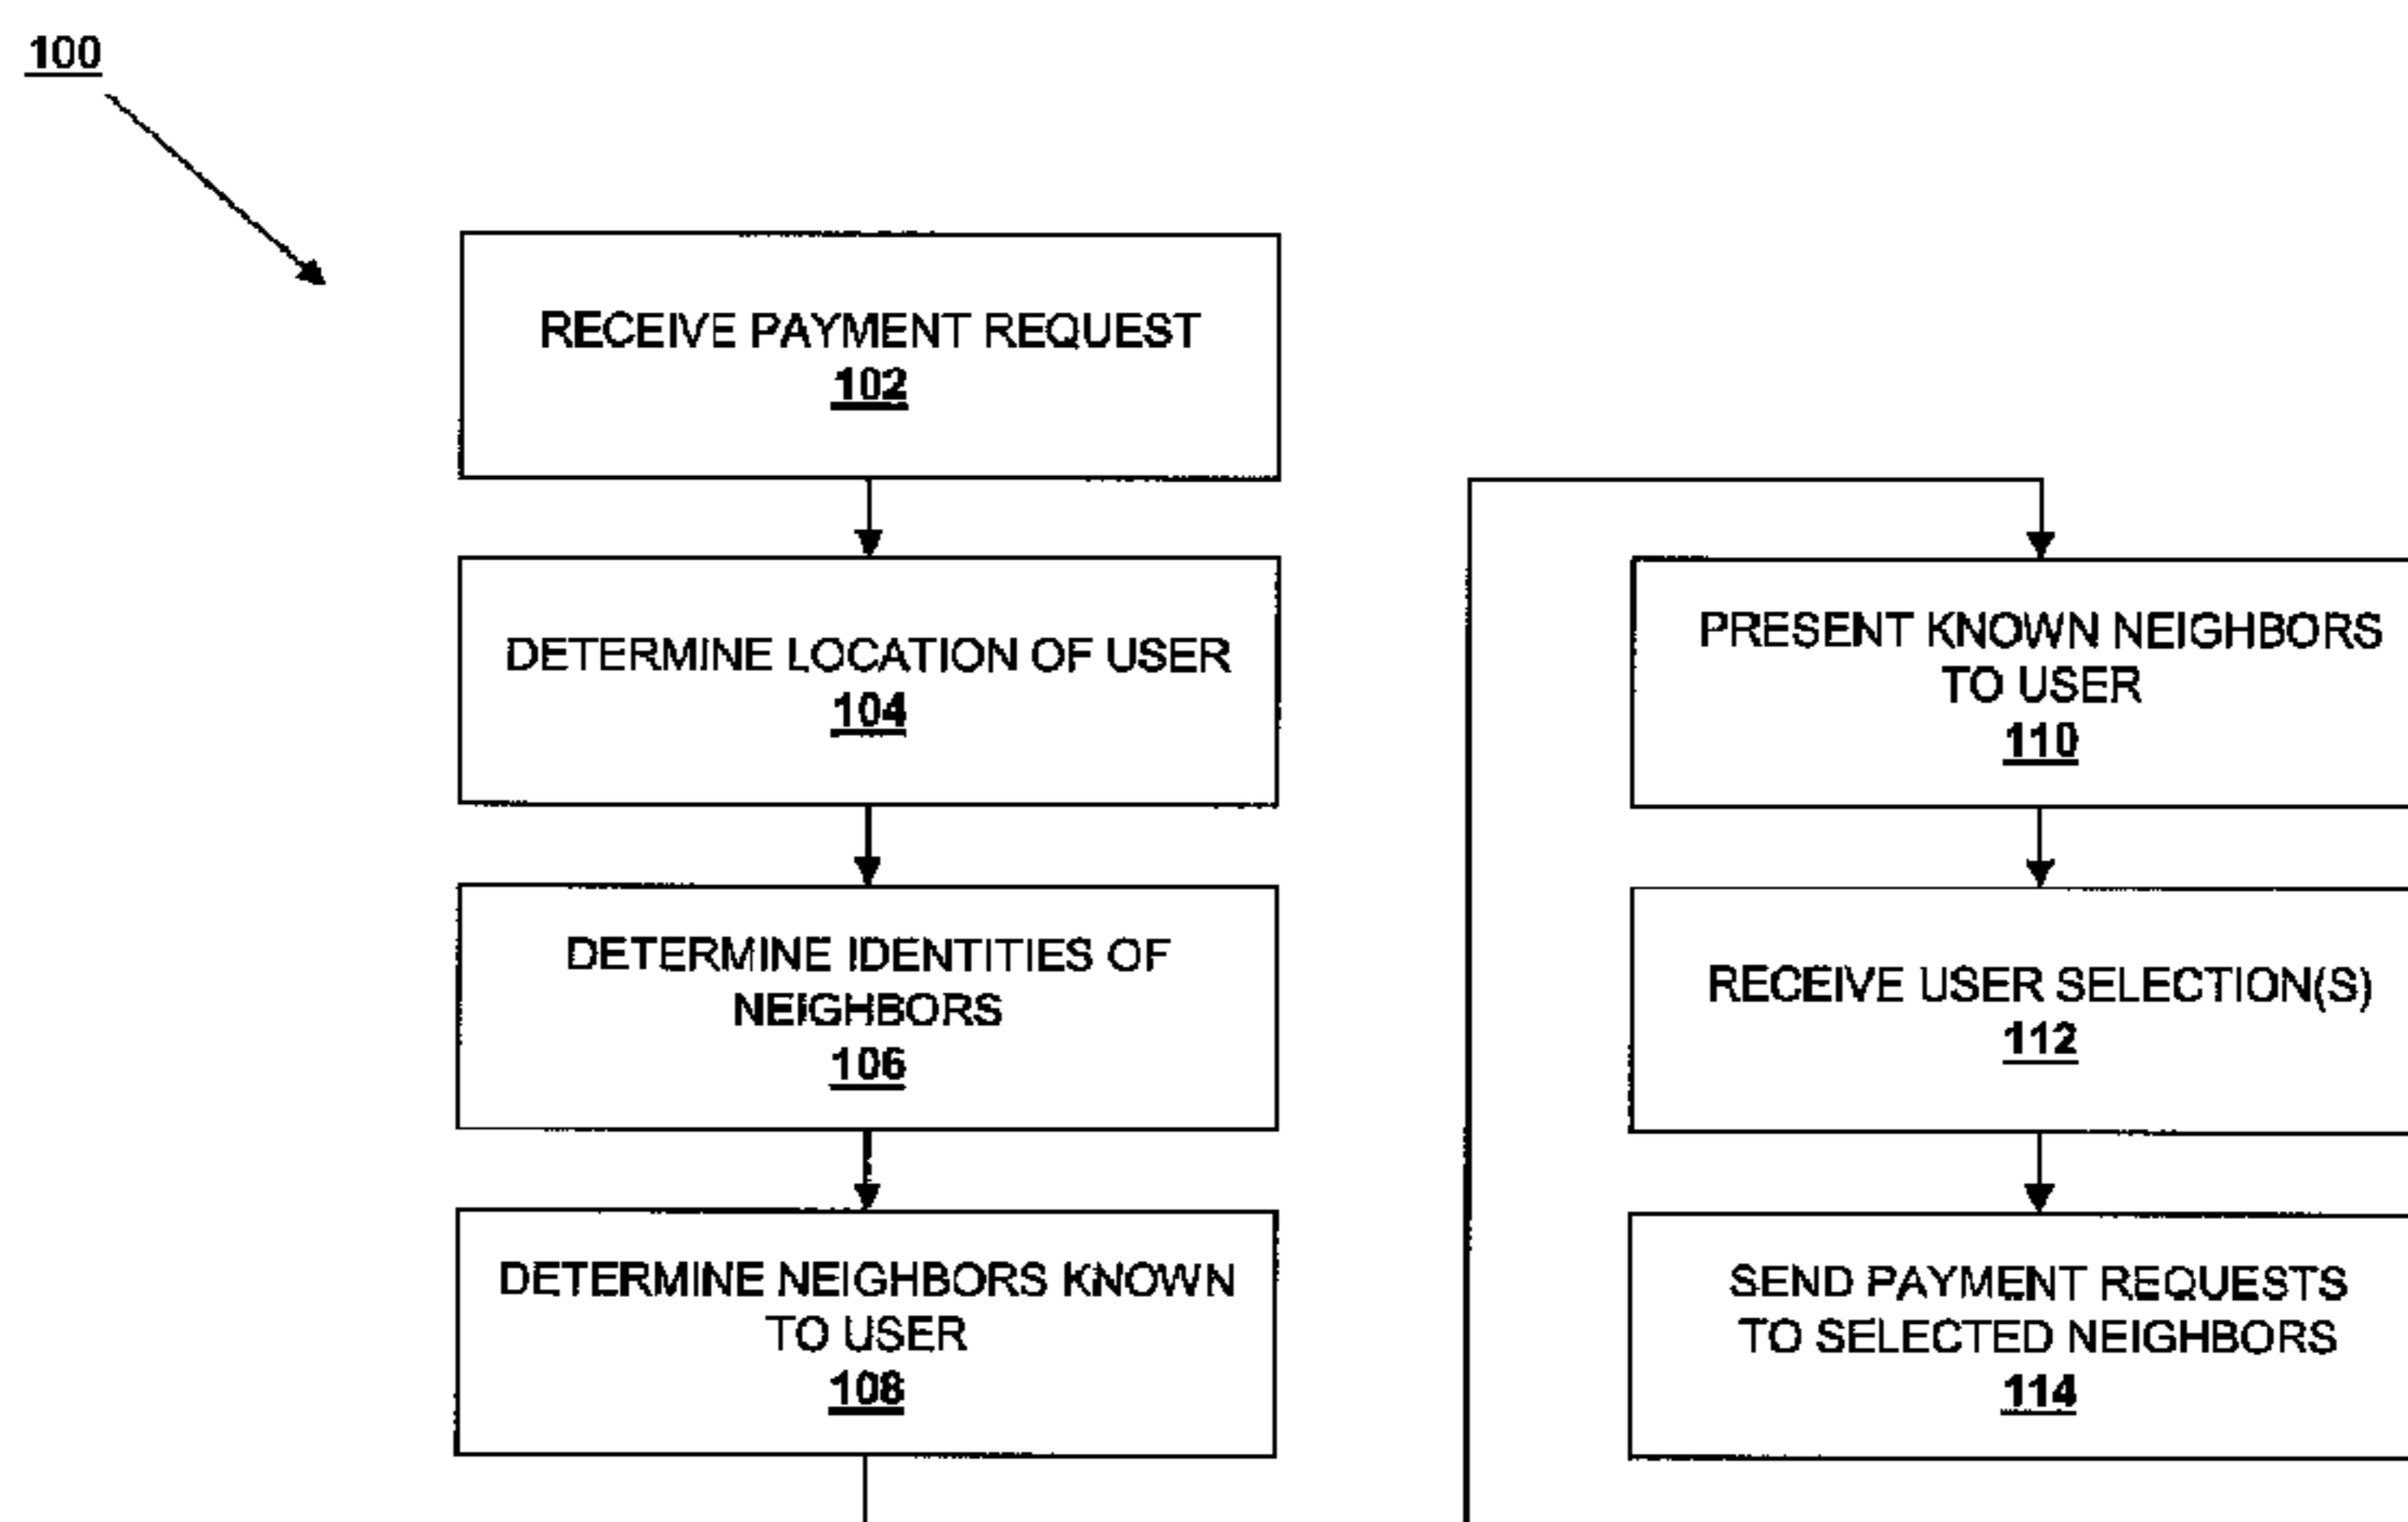 100
RECEIVE PAYMENT REQUEST
102
DETERMINE LOCATION OF USER
104
DETERMINE IDENTITIES OF
NEIGHBORS
106
DETERMINE NEIGHBORS KNOWN
TO USER
108
PRESENT KNOWN NEIGHBORS
TO USER
110
RECEIVE USER SELECTION(S)
112
SEND PAYMENT REQUESTS
TO SELECTED NEIGHBORS
114